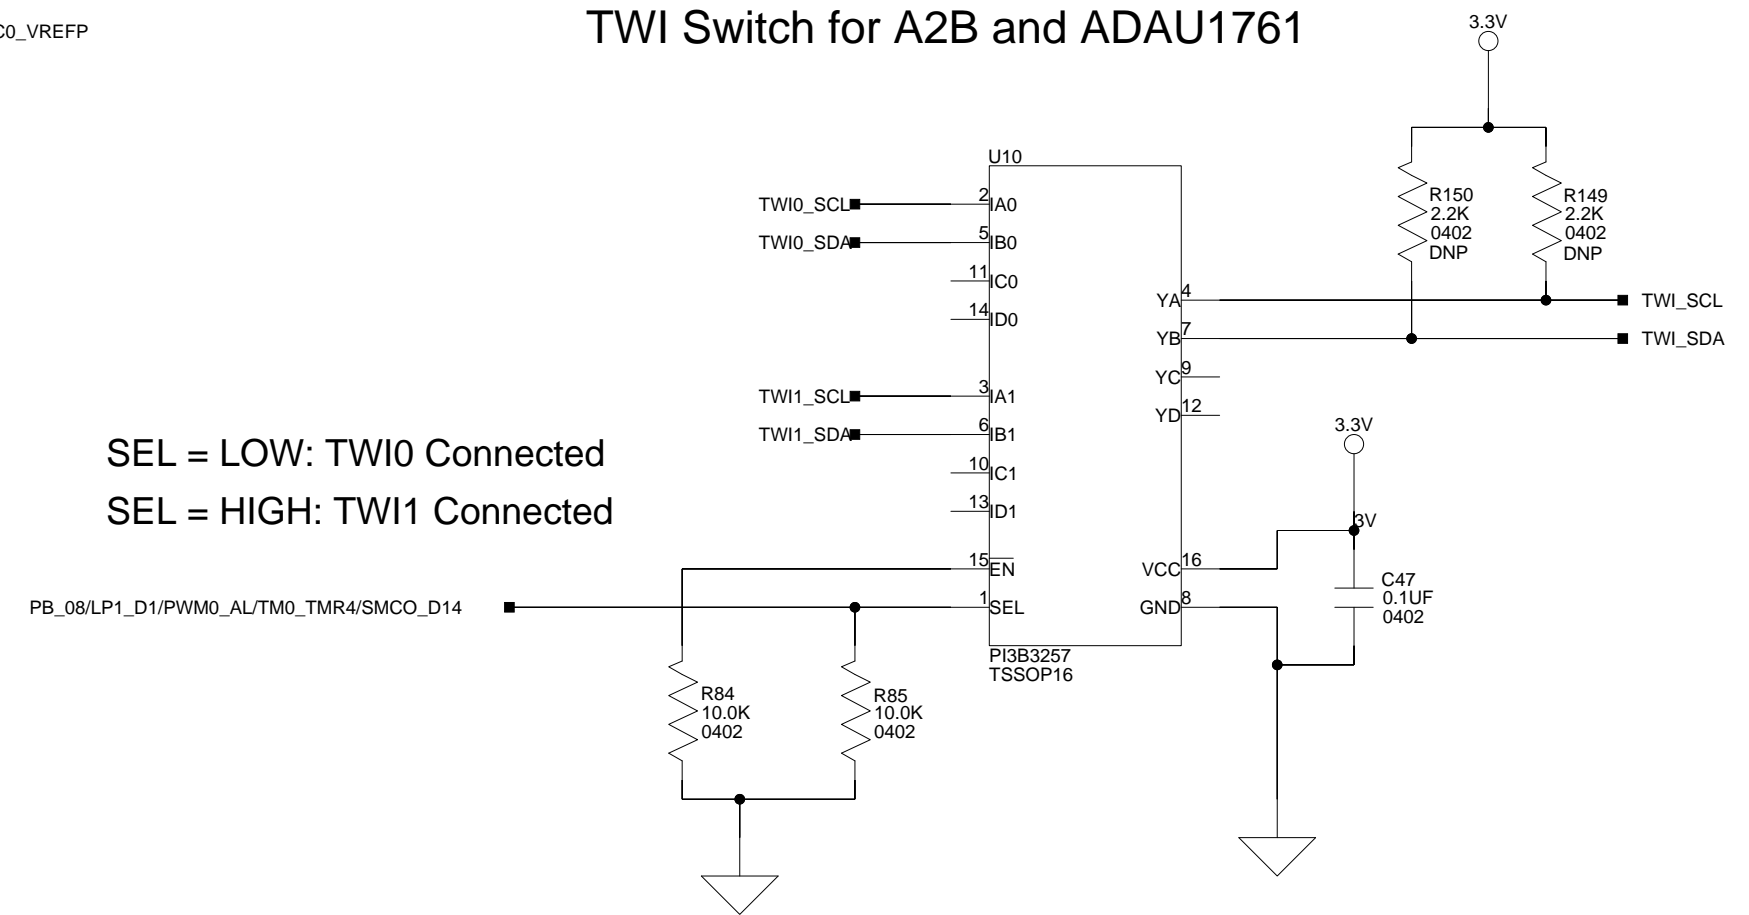 C0_VREFP
TWI Switch for A2B and ADAU1761
3.3V
U10
TWI0_SCL
2
IA0
TWI0_SDA
5
IB0
11
IC0
14
ID0
TWI1_SCL
3
IA1
TWI1_SDA
6
IB1
10
IC1
13
ID1
15
EN
PB_08/LP1_D1/PWM0_AL/TM0_TMR4/SMCO_D14
1
SEL
YA
4
YB
7
YC
9
YD
12
VCC
16
GND
8
PI3B3257
TSSOP16
R150
2.2K
0402
DNP
R149
2.2K
0402
DNP
TWI_SCL
TWI_SDA
SEL = LOW: TWI0 Connected
SEL = HIGH: TWI1 Connected
3.3V
3V
C47
0.1UF
0402
R84
10.0K
0402
R85
10.0K
0402